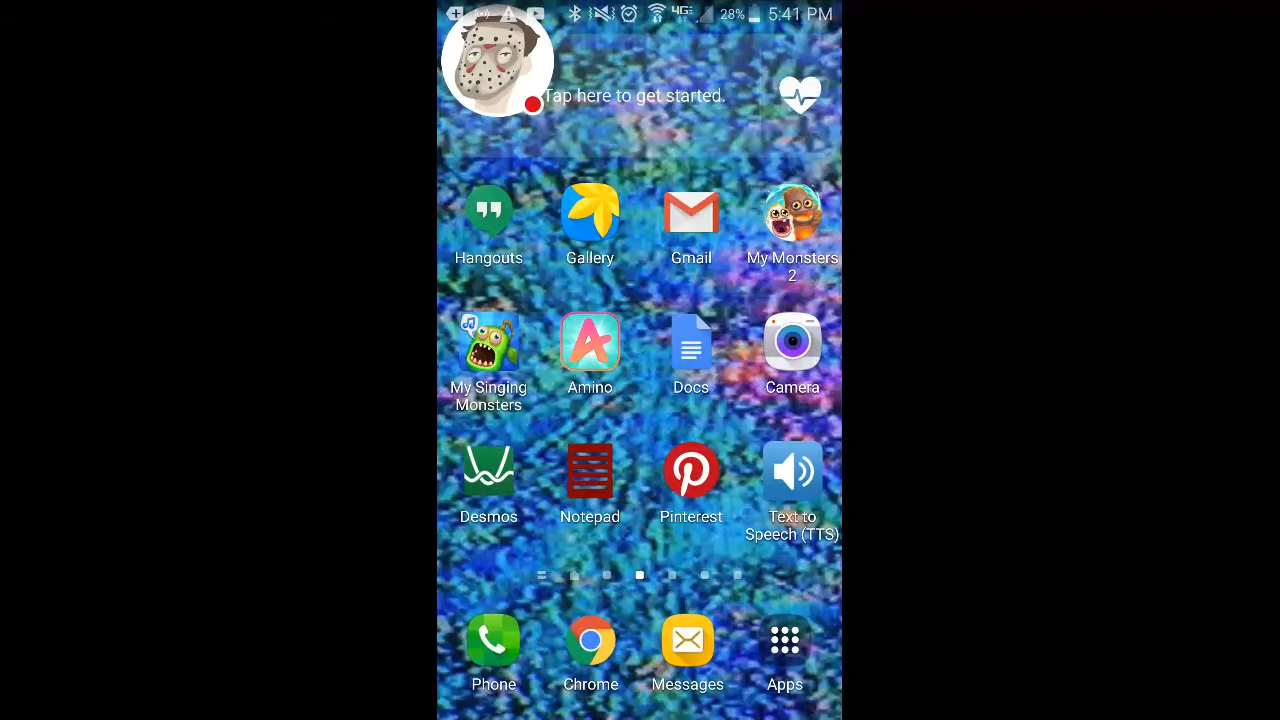 4G 28% 5:41 PM
Tap here to get started.
Hangouts Gallery Gmail My Monsters
2
My Singing Amino Docs Camera
Monsters
Desmos Notepad Pinterest Text to
Speech (TTS)
Phone Chrome Messages Apps